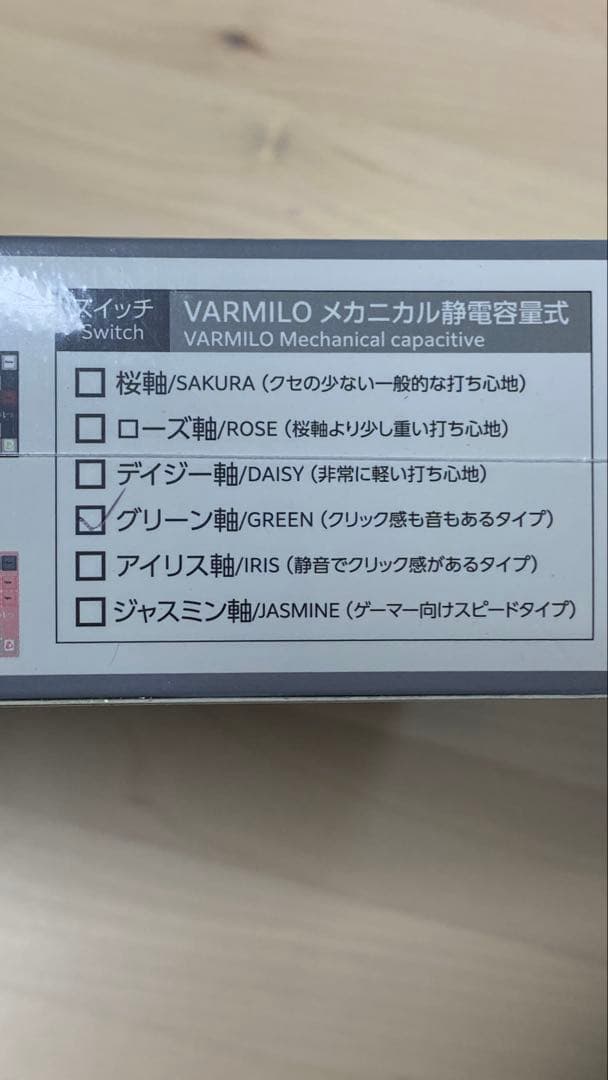 スイッチ
Switch
VARMILO メカニカル静電容量式
VARMILO Mechanical capacitive
桜軸/SAKURA（クセの少ない一般的な打ち心地）
ローズ軸/ROSE（桜軸より少し重い打ち心地）
デイジー軸/DAISY（非常に軽い打ち心地）
グリーン軸/GREEN（クリック感も音もあるタイプ）
アイリス軸/IRIS（静音でクリック感があるタイプ）
ジャスミン軸/JASMINE（ゲーマー向けスピードタイプ）